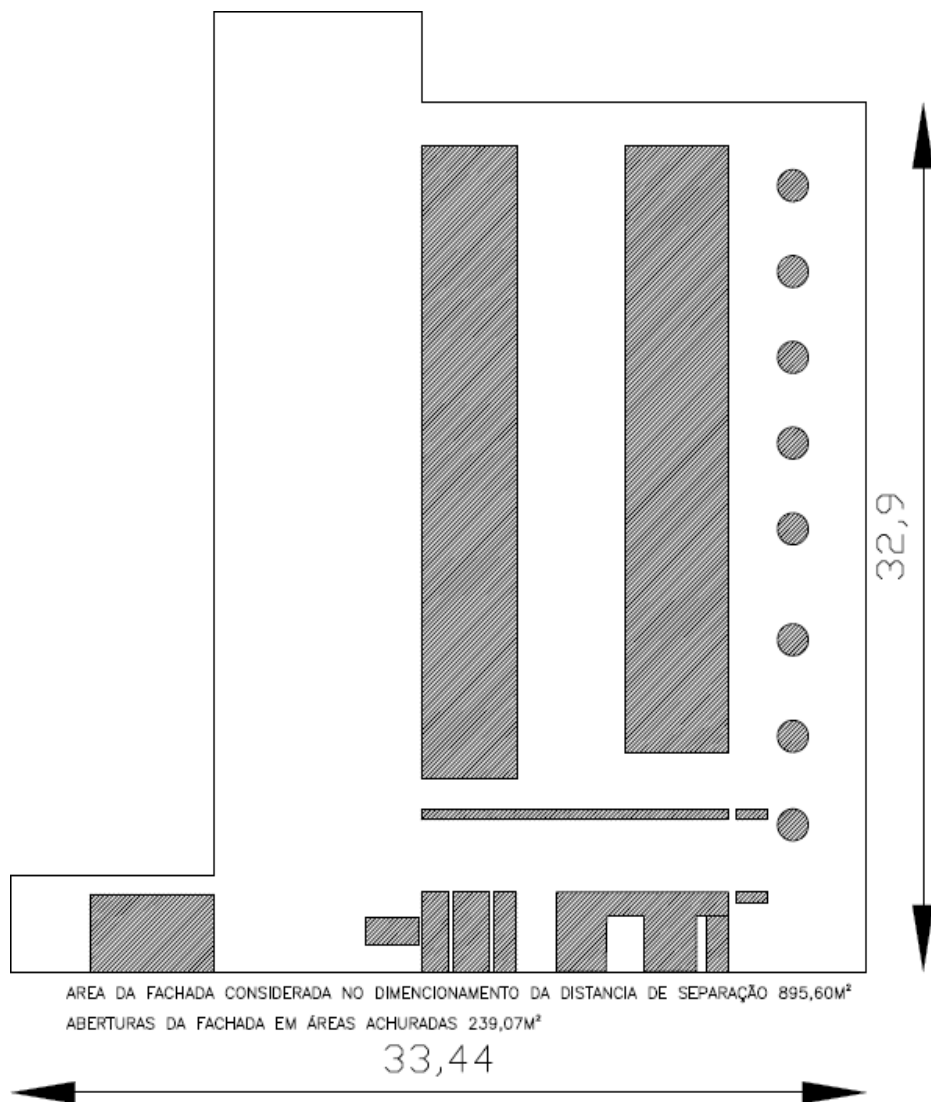 32,9
AREA DA FACHADA CONSIDERADA NO DIMENCIONAMENTO DA DISTANCIA DE SEPARAÇÃO 895,60M²
ABERTURAS DA FACHADA EM ÁREAS ACHURADAS 239,07M²
33,44